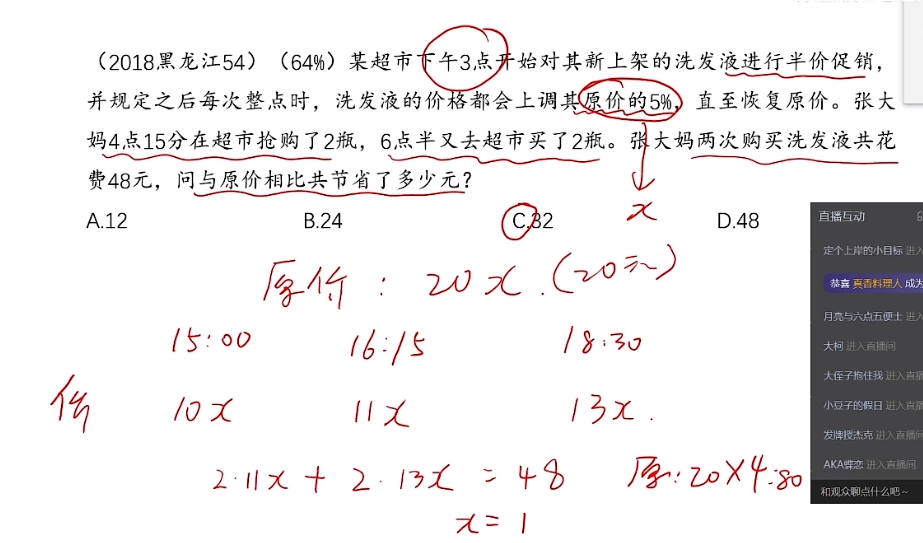 （2018黑龙江54）（64%）某超市下午3点开始对其新上架的洗发液进行半价促销，
并规定之后每次整点时，洗发液的价格都会上调其原价的5%，直至恢复原价。张大
妈4点15分在超市抢购了2瓶，6点半又去超市买了2瓶。张大妈两次购买洗发液共花
费48元，问与原价相比共节省了多少元？
x
A.12 B.24 C.32 D.48
原价：20x.（20元）
15:00 16:15 18:30
价 10x 11x 13x.
2·11x + 2·13x = 48 原：20×4=80
x=1
直播互动
定个上岸的小目标 进入
恭喜 真香料理人 成为
月亮与六点五便士 进入
大柯 进入直播间
大侄子抱住我 进入直播
小豆子的假日 进入直播
发牌搜杰克 进入直播间
AKA蝶恋 进入直播间
和观众聊点什么吧～